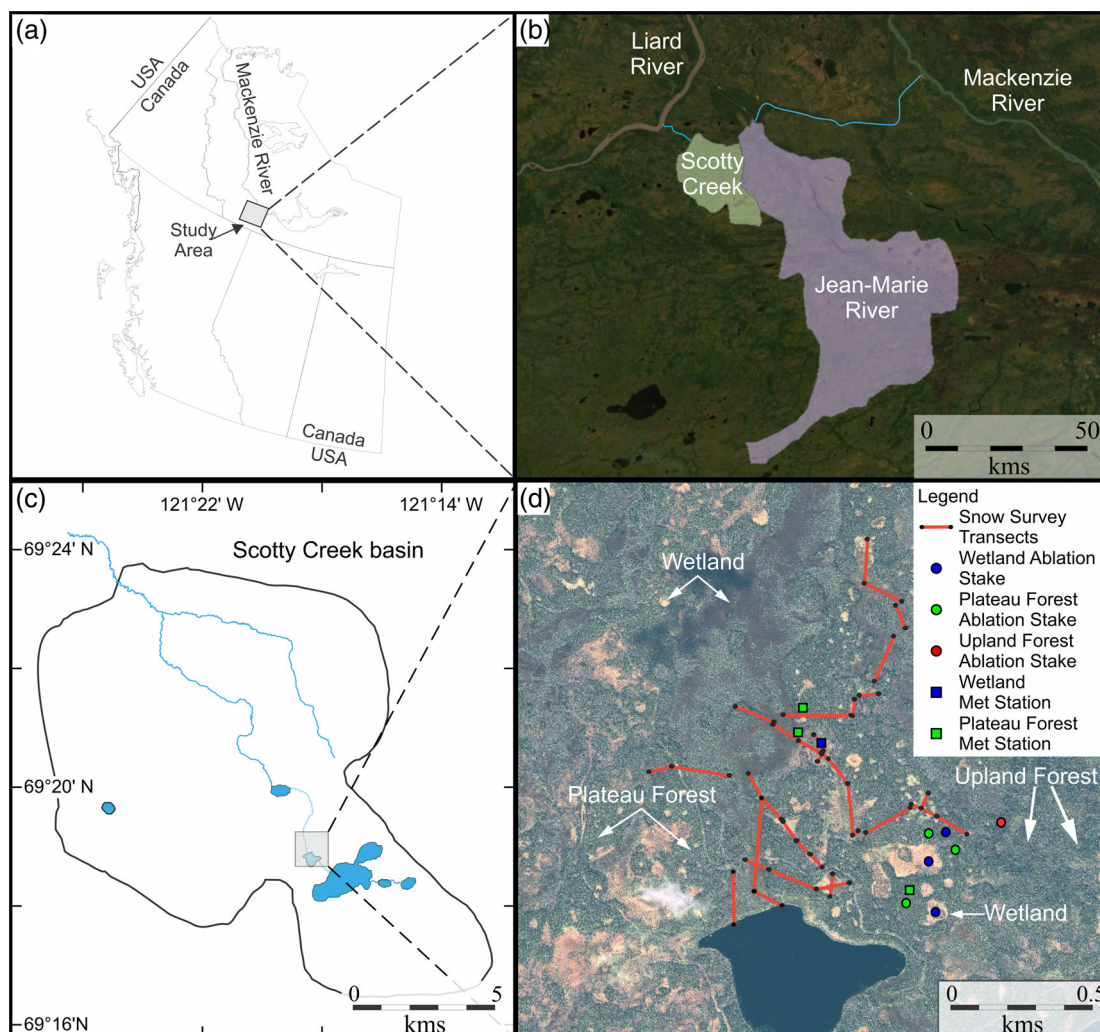 (a)
USA
Canada
Mackenzie River
Study
Area
Canada
USA
(b)
Liard
River
Mackenzie
River
Scotty
Creek
Jean-Marie
River
0 50
kms
(c)
121°22' W 121°14' W
69°24' N
Scotty Creek basin
69°20' N
69°16' N
0 5
kms
(d)
Wetland
Plateau Forest
Upland Forest
Wetland
Legend
Snow Survey
Transects
Wetland Ablation
Stake
Plateau Forest
Ablation Stake
Upland Forest
Ablation Stake
Wetland
Met Station
Plateau Forest
Met Station
0 0.5
kms